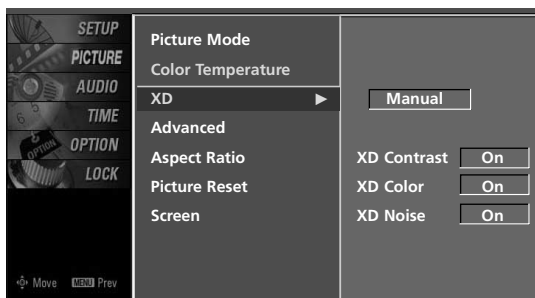 SETUP
PICTURE
AUDIO
TIME
OPTION
LOCK
Move MENU Prev
Picture Mode
Color Temperature
XD ▶
Advanced
Aspect Ratio
Picture Reset
Screen
Manual
XD Contrast On
XD Color On
XD Noise On